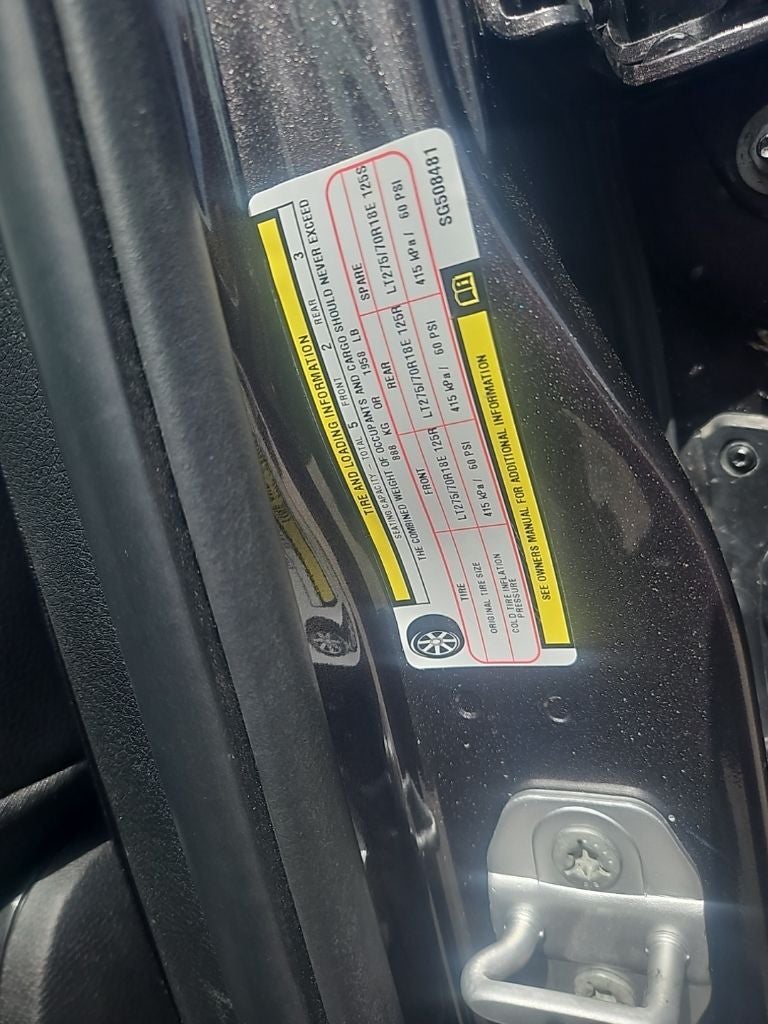 TIRE AND LOADING INFORMATION
SEATING CAPACITY - TOTAL 5 FRONT 2 REAR 3
THE COMBINED WEIGHT OF OCCUPANTS AND CARGO SHOULD NEVER EXCEED
888 KG OR 1958 LB
TIRE FRONT REAR SPARE
ORIGINAL TIRE SIZE LT275/70R18E 125R LT275/70R18E 125R LT275/70R18E 125S
COLD TIRE INFLATION PRESSURE 415 kPa / 60 PSI 415 kPa / 60 PSI 415 kPa / 60 PSI
SEE OWNERS MANUAL FOR ADDITIONAL INFORMATION
SG508481